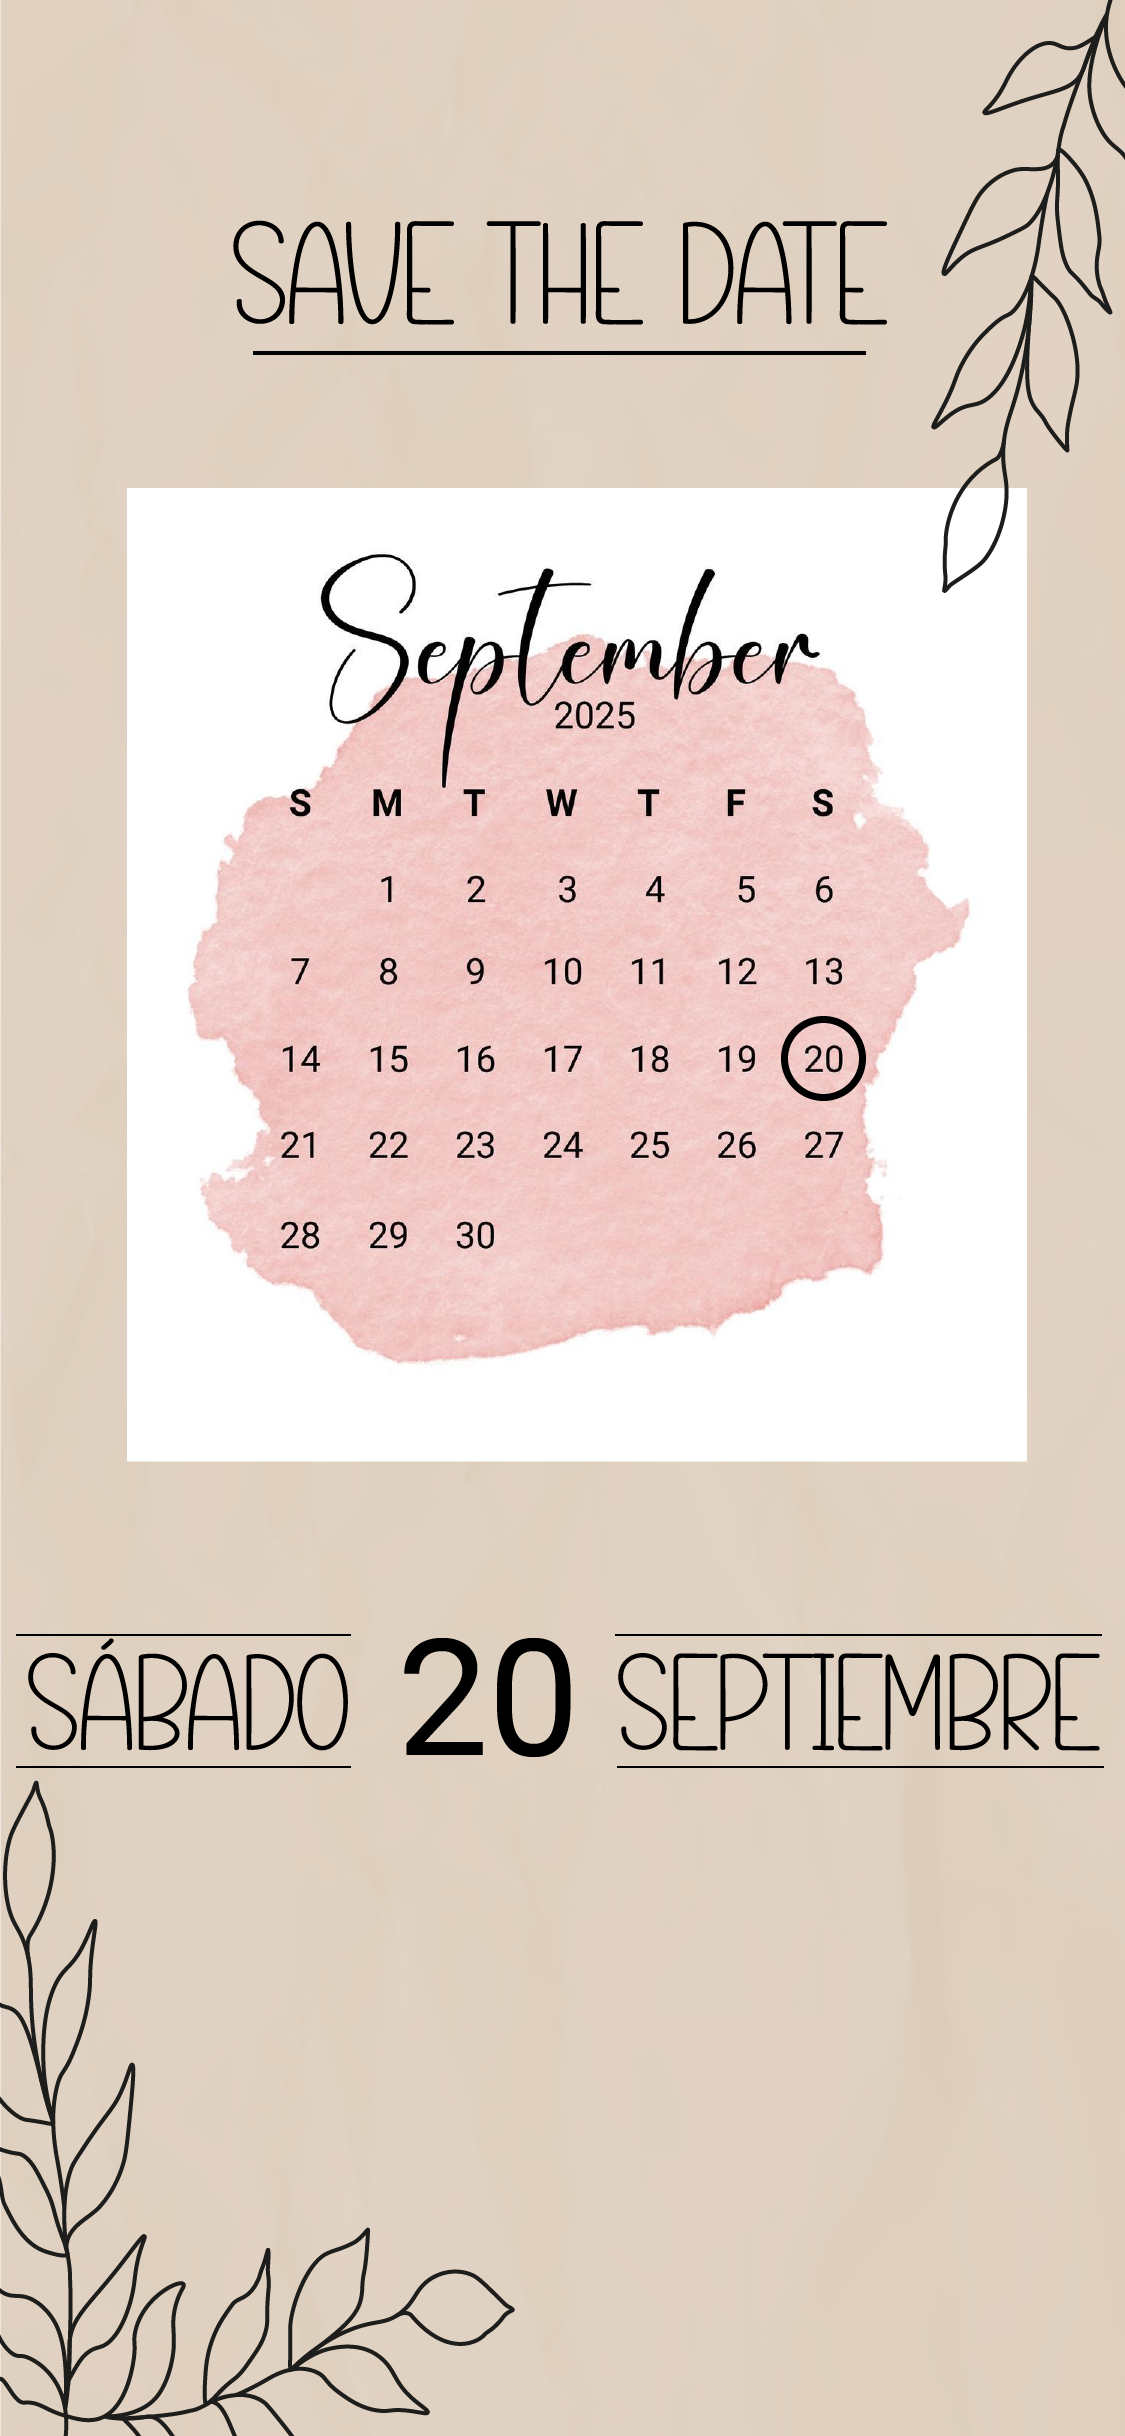 SAVE THE DATE
September
2025
S M T W T F S
1 2 3 4 5 6
7 8 9 10 11 12 13
14 15 16 17 18 19 20
21 22 23 24 25 26 27
28 29 30
SÁBADO 20 SEPTIEMBRE